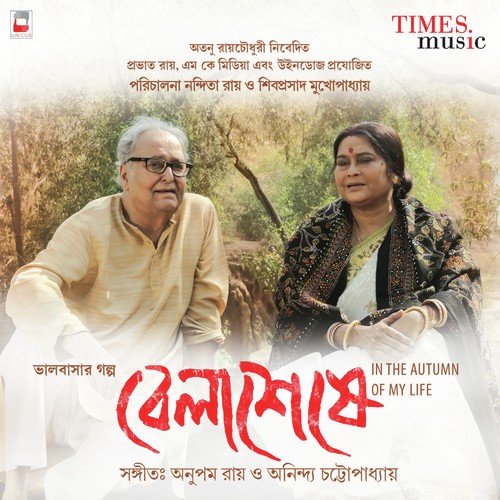 TIMES.
music
অতনু রায়চৌধুরী নিবেদিত
প্রভাত রায়, এম কে মিডিয়া এবং উইনডোজ প্রযোজিত
পরিচালনা নন্দিতা রায় ও শিবপ্রসাদ মুখোপাধ্যায়
ভালবাসার গল্প
বেলাশেষে
IN THE AUTUMN
OF MY LIFE
সঙ্গীতঃ অনুপম রায় ও অনিন্দ্য চট্টোপাধ্যায়